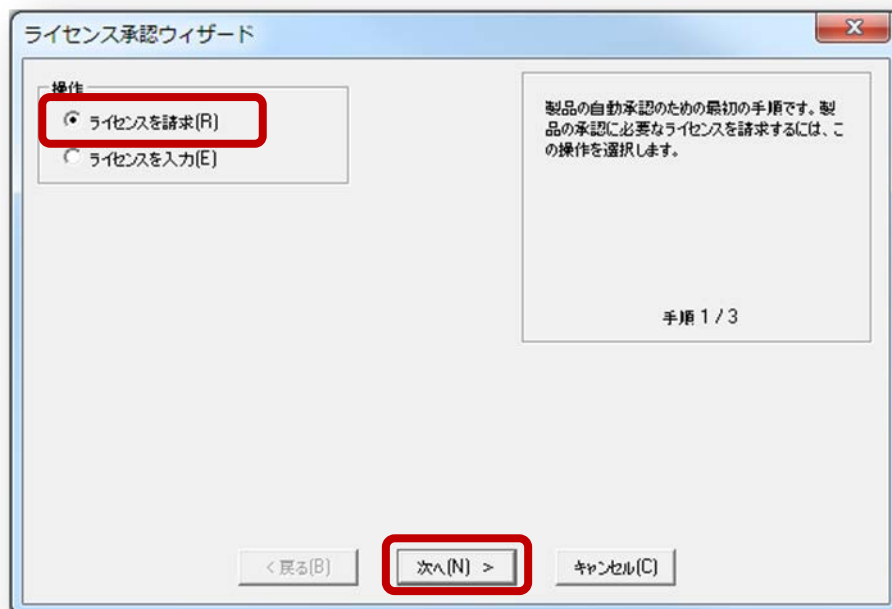 ライセンス承認ウィザード
操作
ライセンスを請求(R)
ライセンスを入力(E)
製品の自動承認のための最初の手順です。製
品の承認に必要なライセンスを請求するには、こ
の操作を選択します。
手順 1 / 3
< 戻る(B)
次へ(N) >
キャンセル(C)